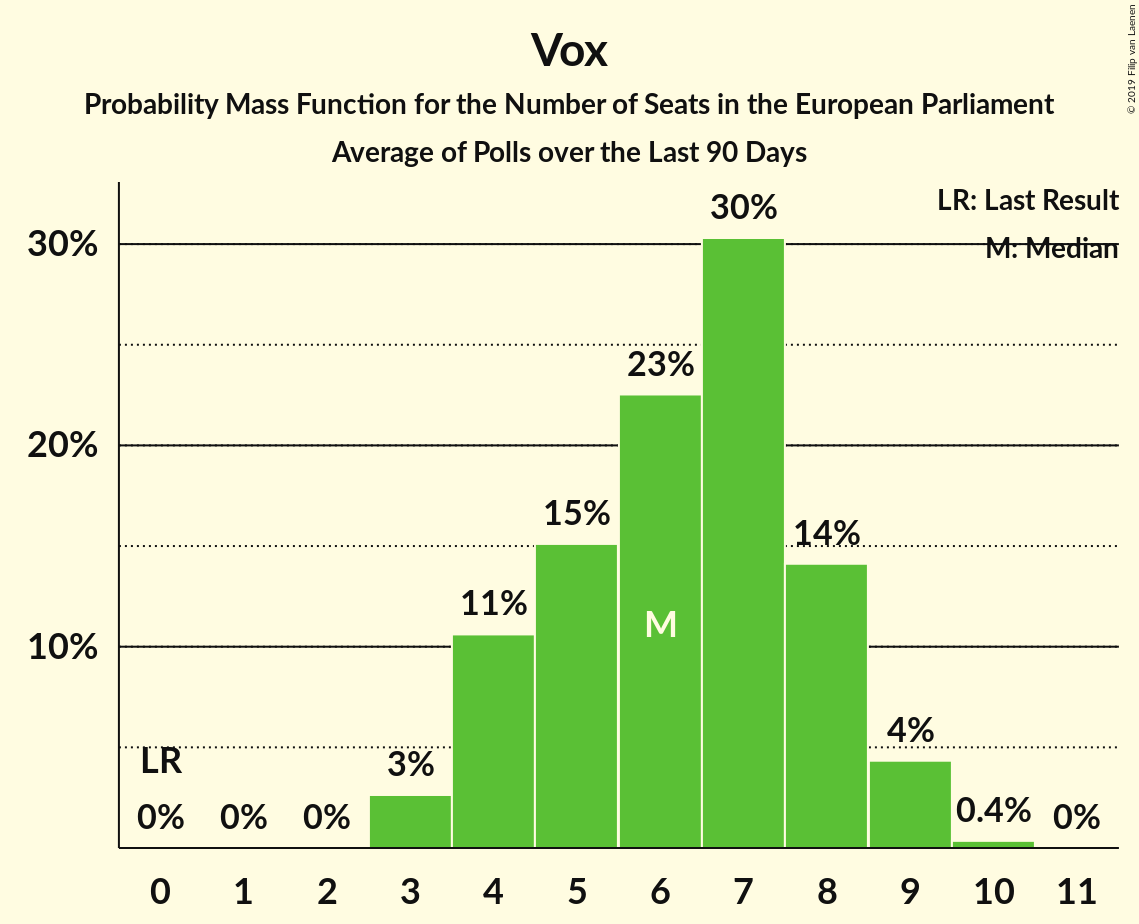 Vox
Probability Mass Function for the Number of Seats in the European Parliament
Average of Polls over the Last 90 Days
© 2019 Filip van Laenen
LR: Last Result
M: Median
30%
20%
10%
LR
0%
0%
0%
3%
11%
15%
23%
M
30%
14%
4%
0.4%
0%
0 1 2 3 4 5 6 7 8 9 10 11